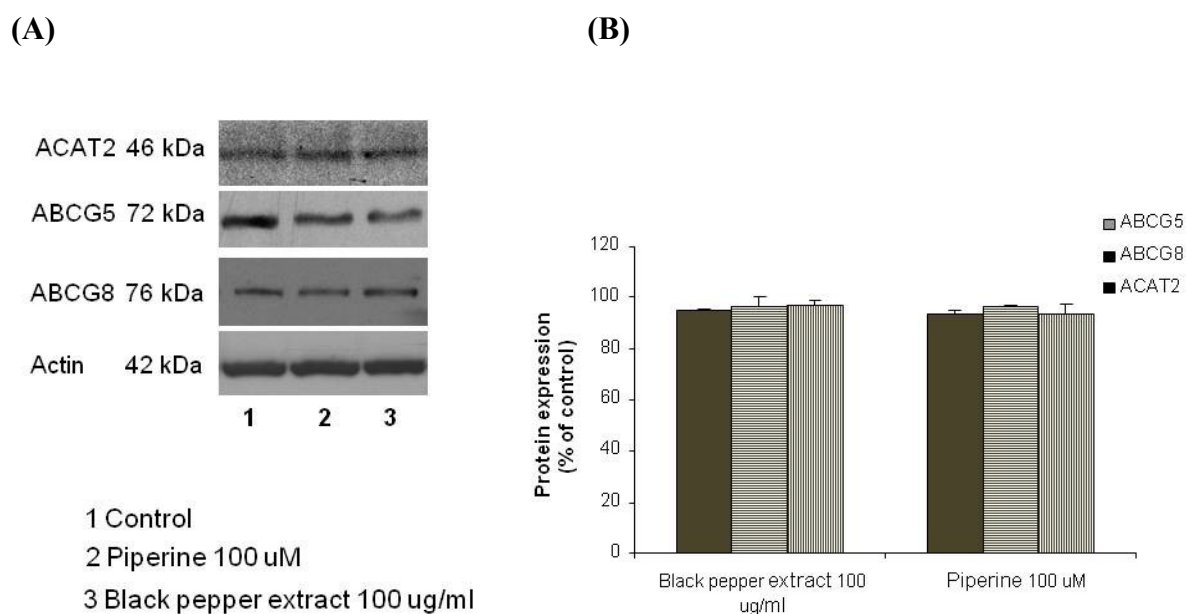 (A)
(B)
ACAT2 46 kDa
ABCG5 72 kDa
ABCG8 76 kDa
Actin 42 kDa
1 2 3
1 Control
2 Piperine 100 uM
3 Black pepper extract 100 ug/ml
ABCG5
ABCG8
ACAT2
Protein expression
(% of control)
120
100
80
60
40
20
0
Black pepper extract 100
ug/ml
Piperine 100 uM